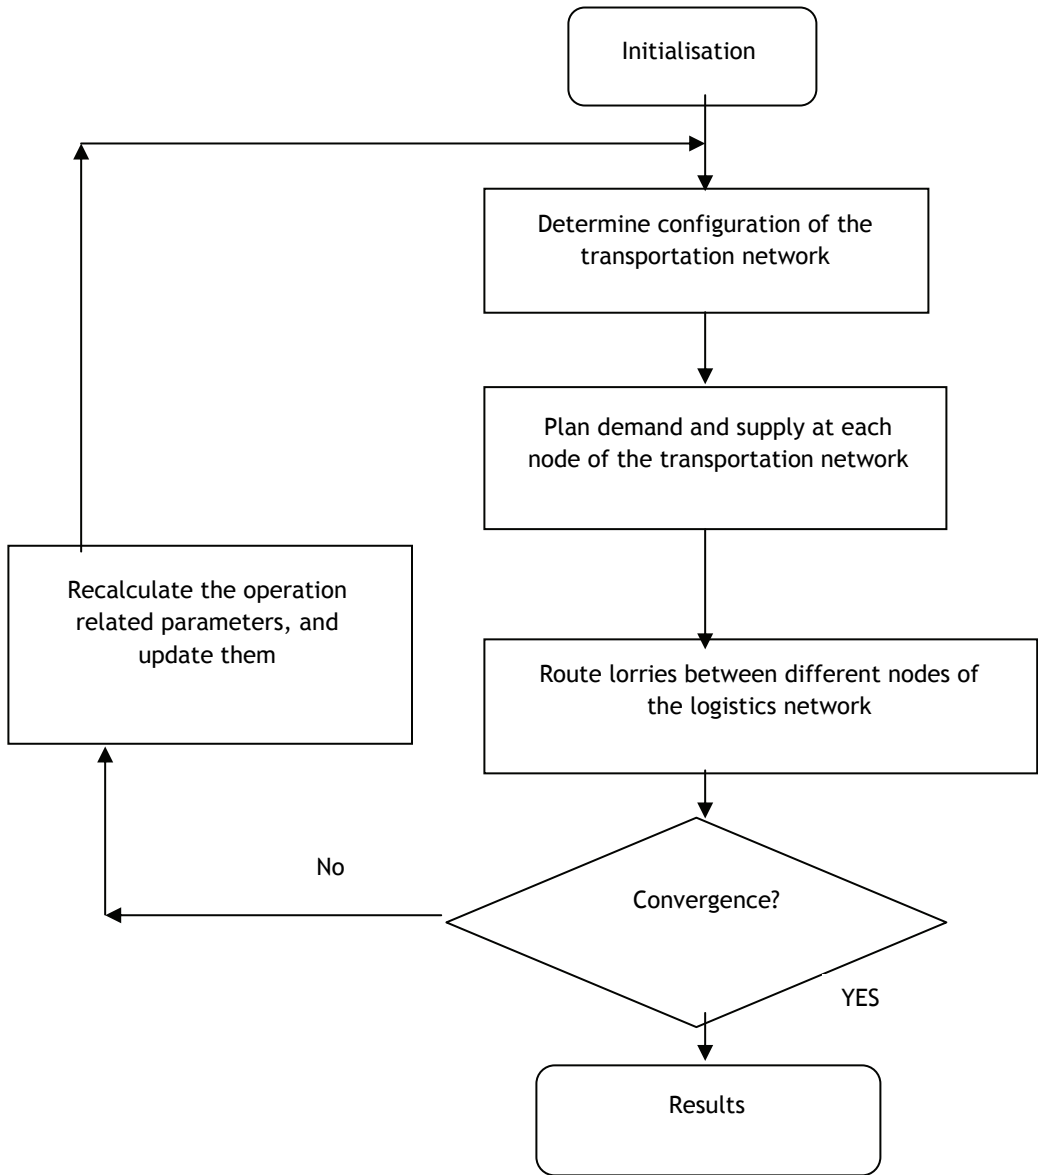 Initialisation
Determine configuration of the
transportation network
Plan demand and supply at each
node of the transportation network
Recalculate the operation
related parameters, and
update them
Route lorries between different nodes of
the logistics network
No
Convergence?
YES
Results